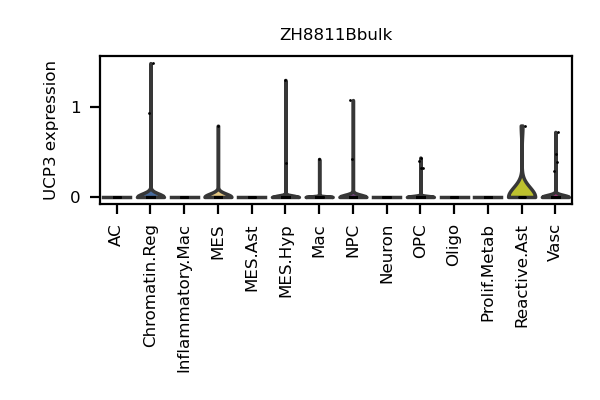 ZH8811Bbulk
UCP3 expression
1
0
AC
Chromatin.Reg
Inflammatory.Mac
MES
MES.Ast
MES.Hyp
Mac
NPC
Neuron
OPC
Oligo
Prolif.Metab
Reactive.Ast
Vasc